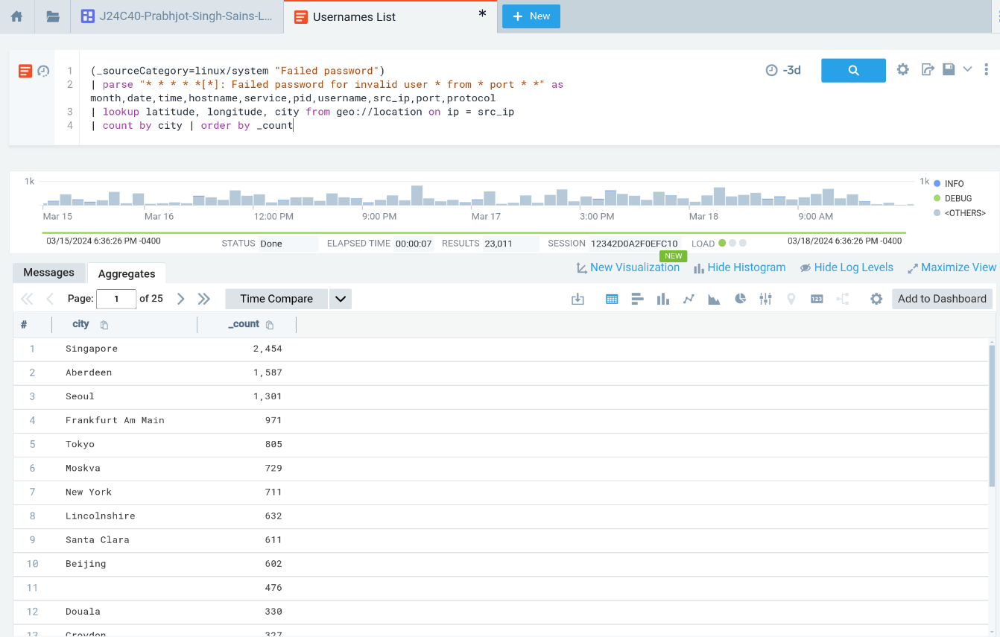 J24C40-Prabhjot-Singh-Sains-L...
Usernames List
*
+ New
1 (_sourceCategory=linux/system "Failed password")
2 | parse "* * * * *[*]: Failed password for invalid user * from * port * *" as
month,date,time,hostname,service,pid,username,src_ip,port,protocol
3 | lookup latitude, longitude, city from geo://location on ip = src_ip
4 | count by city | order by _count
-3d
1k
1k
INFO
DEBUG
<OTHERS>
Mar 15 Mar 16 12:00 PM 9:00 PM Mar 17 3:00 PM Mar 18 9:00 AM
03/15/2024 6:36:26 PM -0400 STATUS Done ELAPSED TIME 00:00:07 RESULTS 23,011 SESSION 12342D0A2F0EFC10 LOAD 03/18/2024 6:36:26 PM -0400
NEW
Messages Aggregates New Visualization Hide Histogram Hide Log Levels Maximize View
Page: 1 of 25 Time Compare 123 Add to Dashboard
# city _count
1 Singapore 2,454
2 Aberdeen 1,587
3 Seoul 1,301
4 Frankfurt Am Main 971
5 Tokyo 805
6 Moskva 729
7 New York 711
8 Lincolnshire 632
9 Santa Clara 611
10 Beijing 602
11 476
12 Douala 330
13 Croydon 327